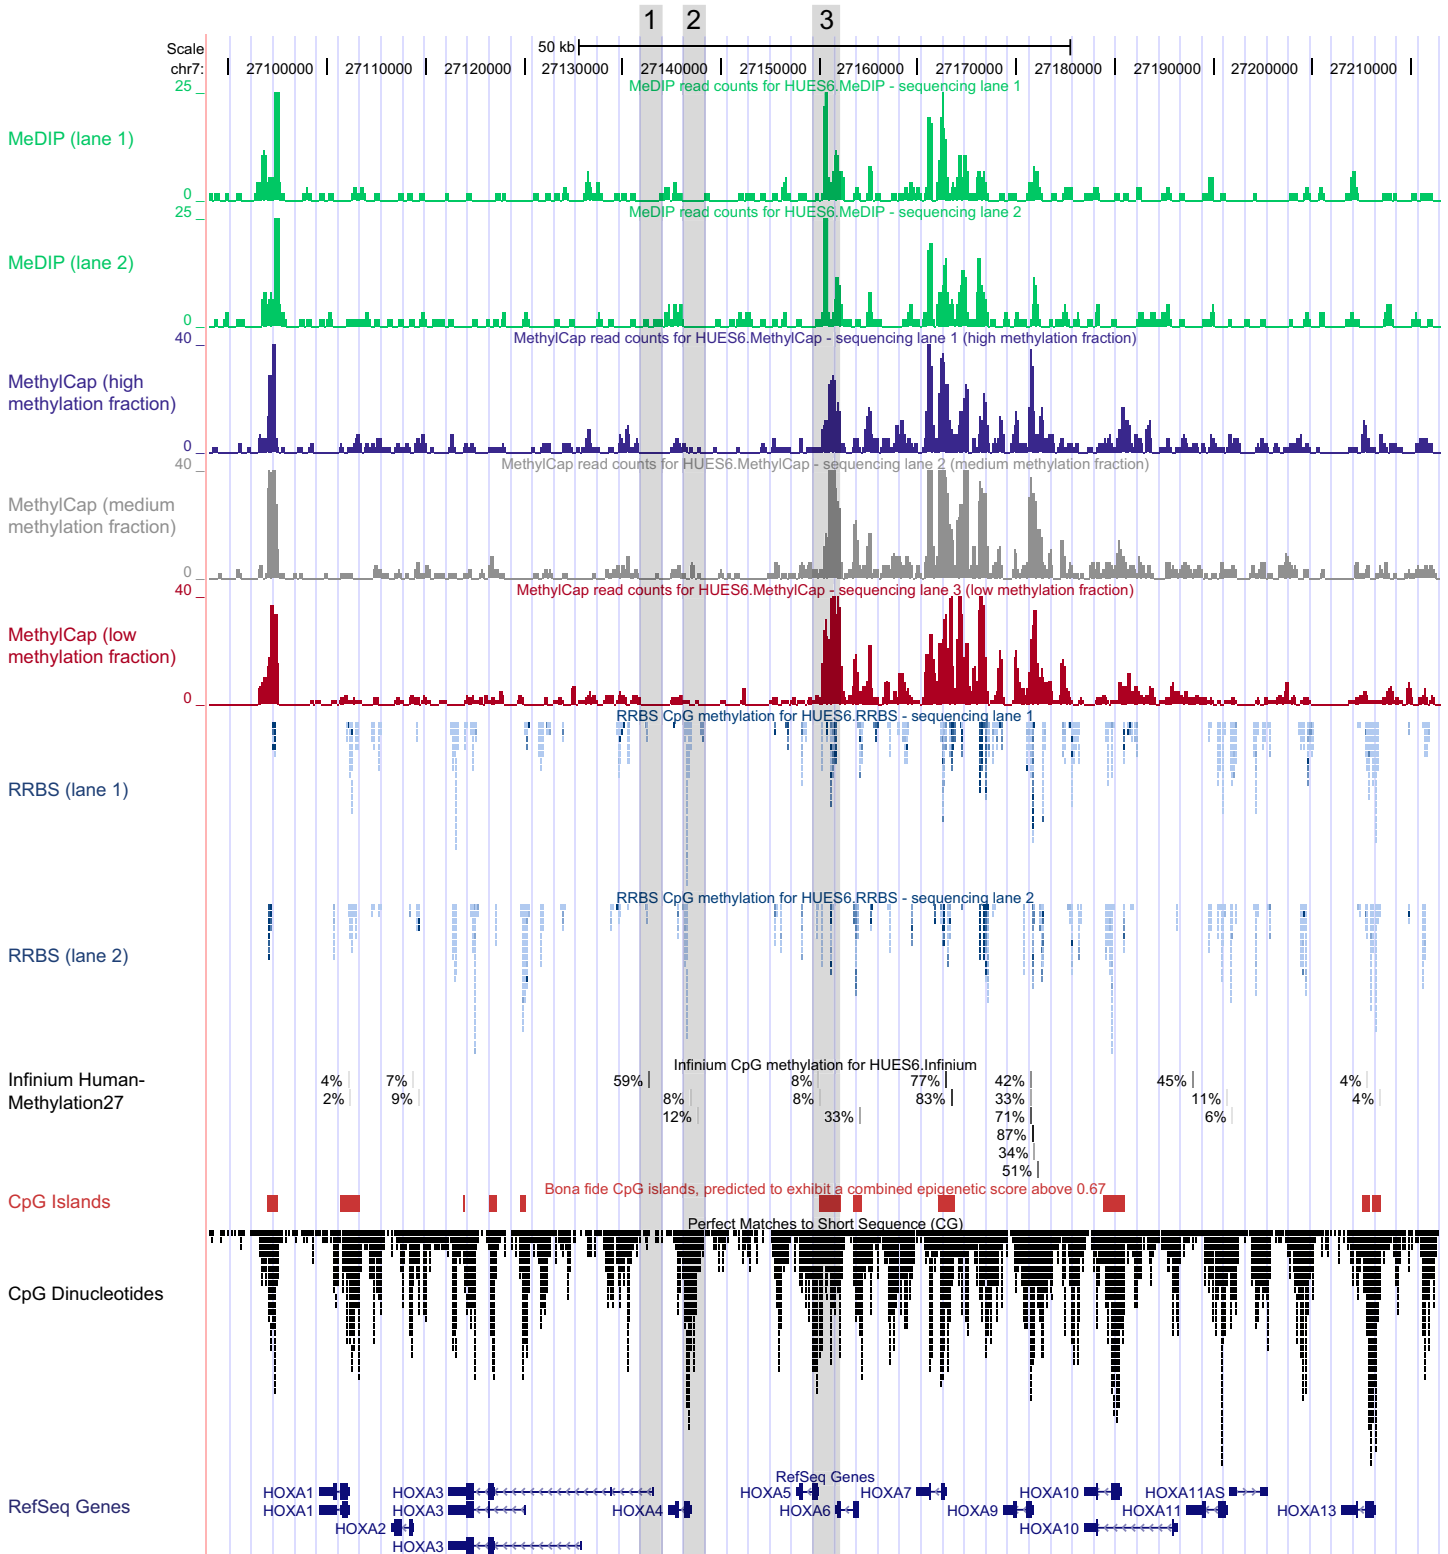 1 2 3
Scale 50 kb
chr7: 27100000 27110000 27120000 27130000 27140000 27150000 27160000 27170000 27180000 27190000 27200000 27210000
25 MeDIP read counts for HUES6.MeDIP - sequencing lane 1
MeDIP (lane 1)
0
25 MeDIP read counts for HUES6.MeDIP - sequencing lane 2
MeDIP (lane 2)
0
40 MethylCap read counts for HUES6.MethylCap - sequencing lane 1 (high methylation fraction)
MethylCap (high
methylation fraction)
0
40 MethylCap read counts for HUES6.MethylCap - sequencing lane 2 (medium methylation fraction)
MethylCap (medium
methylation fraction)
0
40 MethylCap read counts for HUES6.MethylCap - sequencing lane 3 (low methylation fraction)
MethylCap (low
methylation fraction)
0
RRBS CpG methylation for HUES6.RRBS - sequencing lane 1
RRBS (lane 1)
RRBS CpG methylation for HUES6.RRBS - sequencing lane 2
RRBS (lane 2)
Infinium CpG methylation for HUES6.Infinium
Infinium Human-
Methylation27
4% 7% 59% 8% 77% 42% 45% 4%
2% 9% 8% 8% 83% 33% 11% 4%
12% 33% 71% 6%
87%
34%
51%
Bona fide CpG islands, predicted to exhibit a combined epigenetic score above 0.67
CpG Islands
Perfect Matches to Short Sequence (CG)
CpG Dinucleotides
RefSeq Genes
HOXA1 HOXA3 HOXA5 HOXA7 HOXA10 HOXA11AS
RefSeq Genes
HOXA1 HOXA3 HOXA4 HOXA6 HOXA9 HOXA11 HOXA13
HOXA2 HOXA10
HOXA3